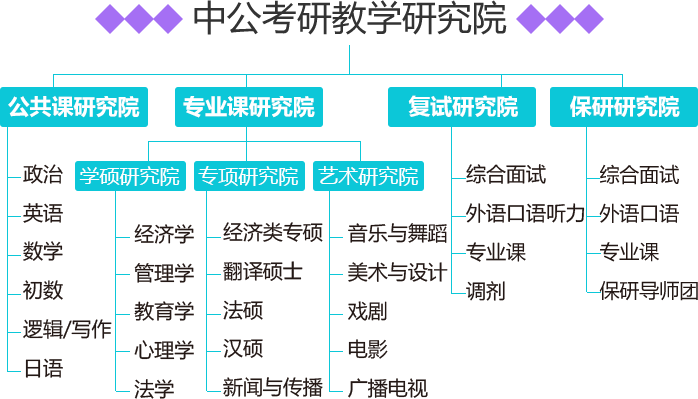 中公考研教学研究院
公共课研究院
专业课研究院
复试研究院
保研研究院
政治
英语
数学
初数
逻辑/写作
日语
学硕研究院
经济学
管理学
教育学
心理学
法学
专项研究院
经济类专硕
翻译硕士
法硕
汉硕
新闻与传播
艺术研究院
音乐与舞蹈
美术与设计
戏剧
电影
广播电视
综合面试
外语口语听力
专业课
调剂
综合面试
外语口语
专业课
保研导师团